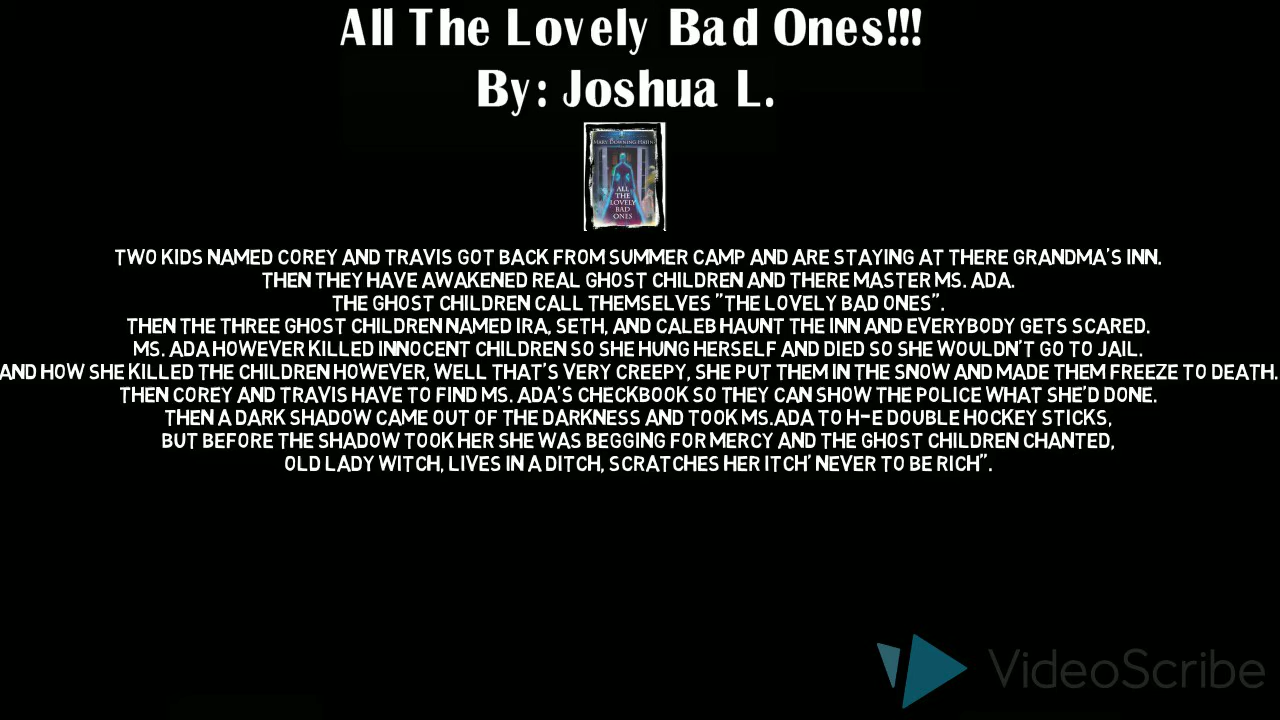 All The Lovely Bad Ones!!!
By: Joshua L.
MARY DOWNING HAHN
ALL
THE
LOVELY
BAD
ONES
TWO KIDS NAMED COREY AND TRAVIS GOT BACK FROM SUMMER CAMP AND ARE STAYING AT THERE GRANDMA'S INN.
THEN THEY HAVE AWAKENED REAL GHOST CHILDREN AND THERE MASTER MS. ADA.
THE GHOST CHILDREN CALL THEMSELVES "THE LOVELY BAD ONES".
THEN THE THREE GHOST CHILDREN NAMED IRA, SETH, AND CALEB HAUNT THE INN AND EVERYBODY GETS SCARED.
MS. ADA HOWEVER KILLED INNOCENT CHILDREN SO SHE HUNG HERSELF AND DIED SO SHE WOULDN'T GO TO JAIL.
AND HOW SHE KILLED THE CHILDREN HOWEVER, WELL THAT'S VERY CREEPY, SHE PUT THEM IN THE SNOW AND MADE THEM FREEZE TO DEATH.
THEN COREY AND TRAVIS HAVE TO FIND MS. ADA'S CHECKBOOK SO THEY CAN SHOW THE POLICE WHAT SHE'D DONE.
THEN A DARK SHADOW CAME OUT OF THE DARKNESS AND TOOK MS.ADA TO H-E DOUBLE HOCKEY STICKS,
BUT BEFORE THE SHADOW TOOK HER SHE WAS BEGGING FOR MERCY AND THE GHOST CHILDREN CHANTED,
OLD LADY WITCH, LIVES IN A DITCH, SCRATCHES HER ITCH' NEVER TO BE RICH".
VideoScribe